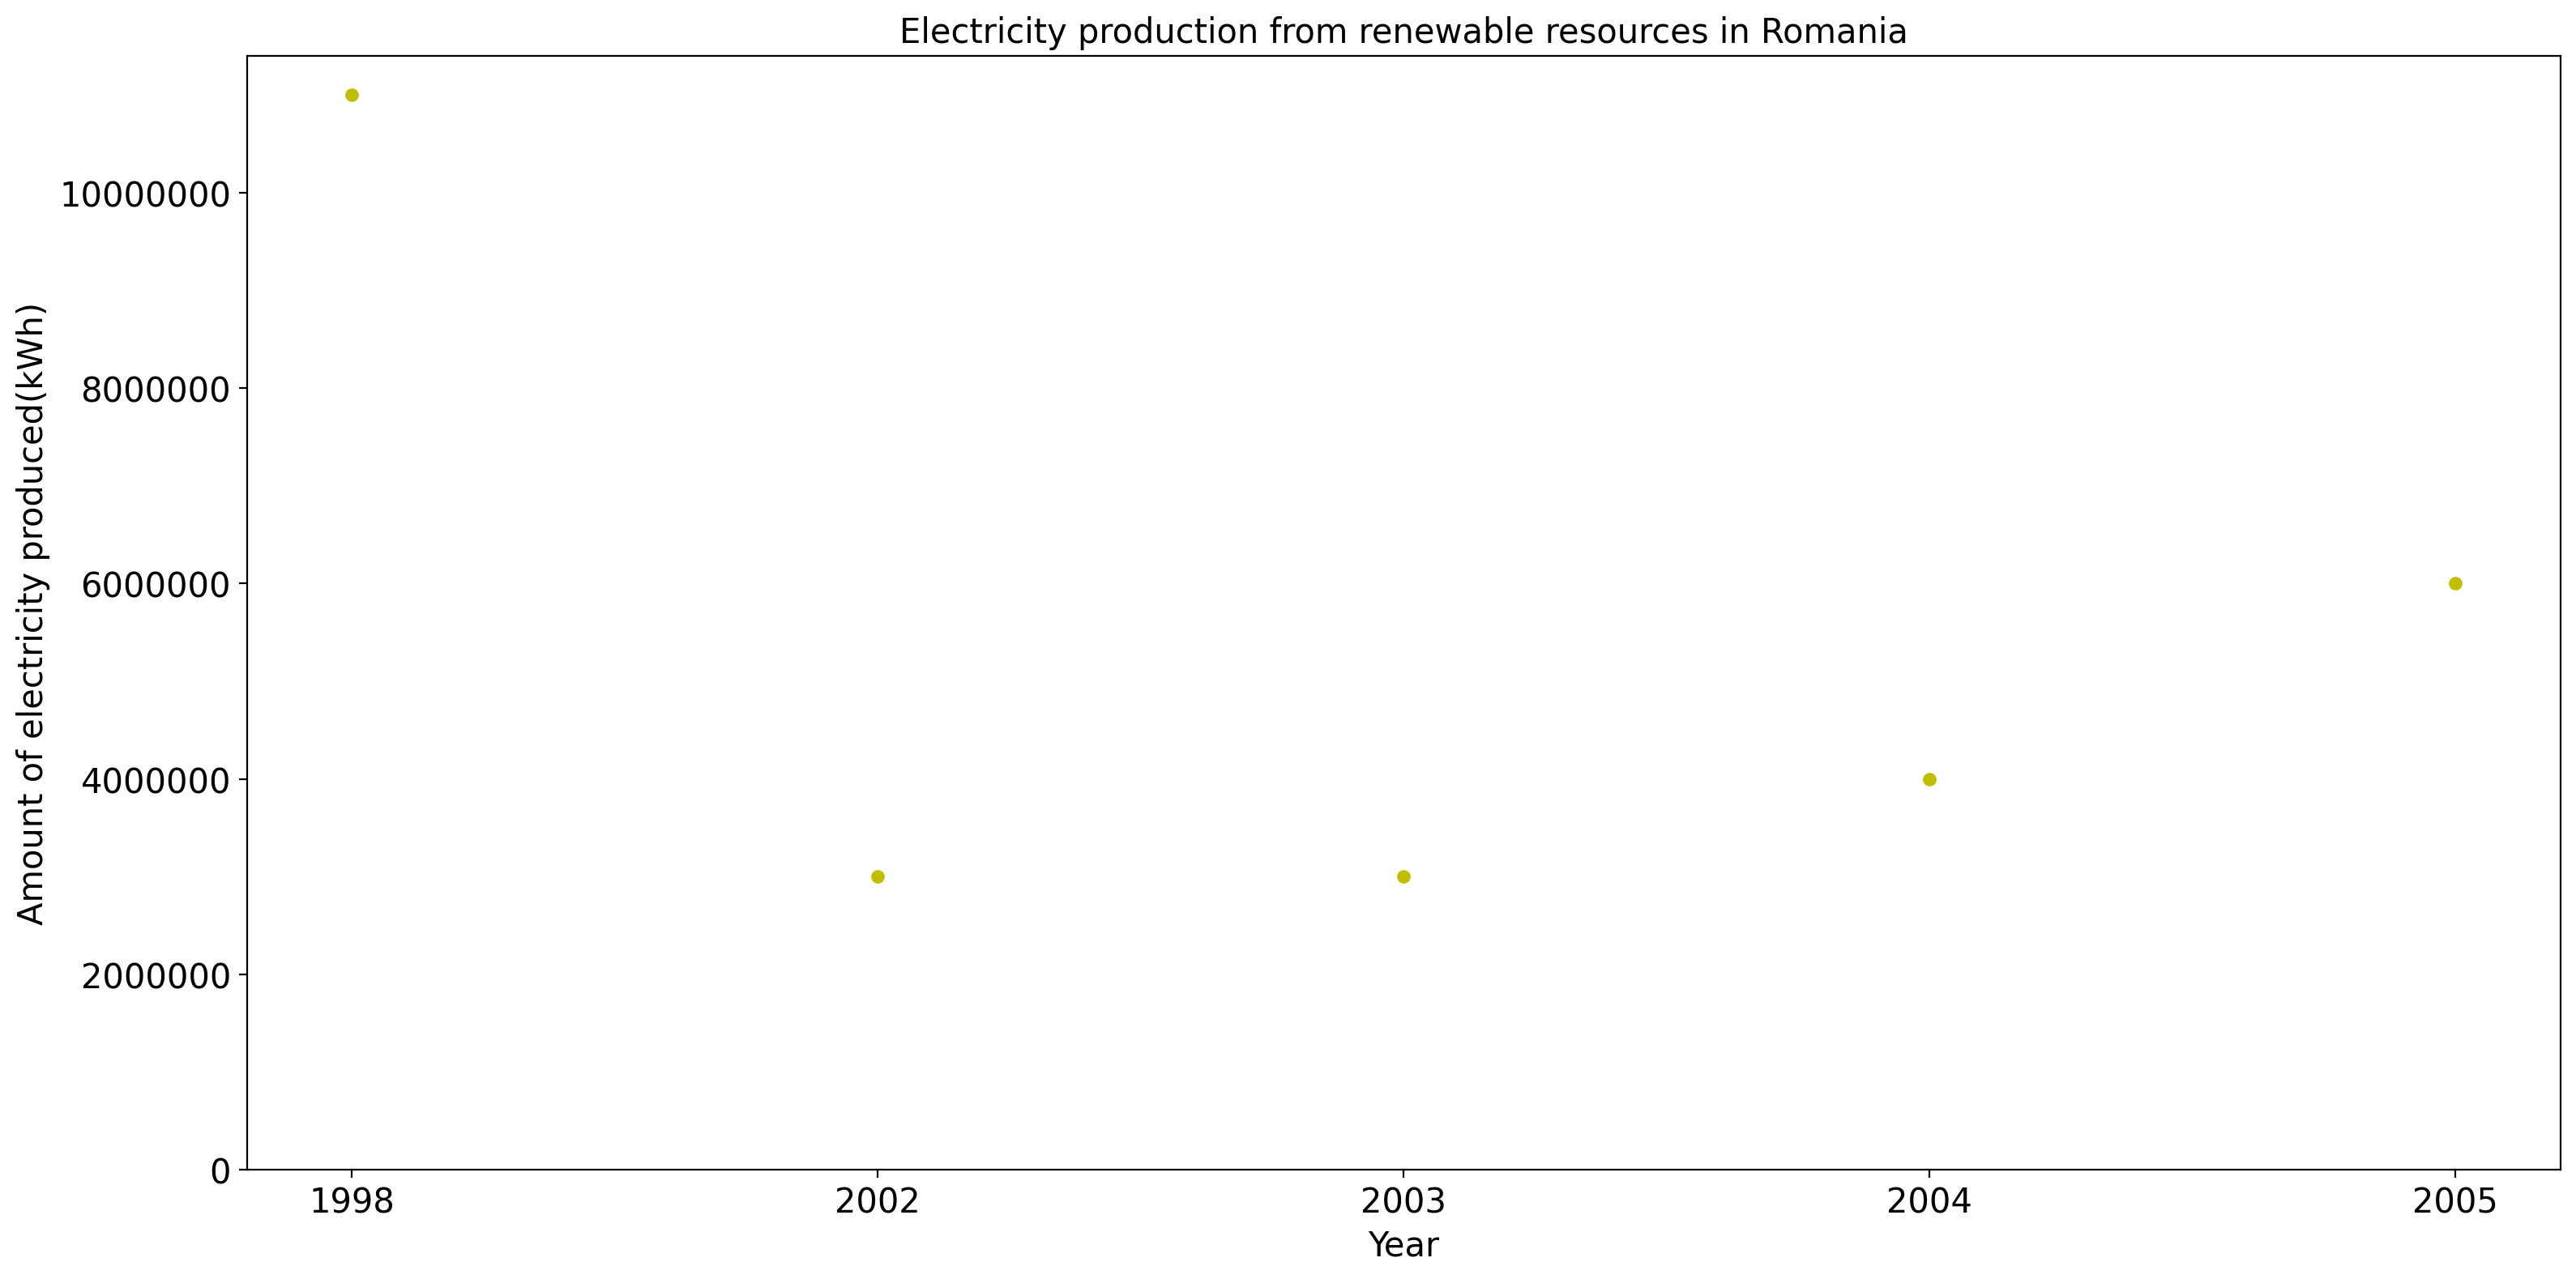 Electricity production from renewable resources in Romania
Amount of electricity produced(kWh)
10000000
8000000
6000000
4000000
2000000
0
1998 2002 2003 2004 2005
Year